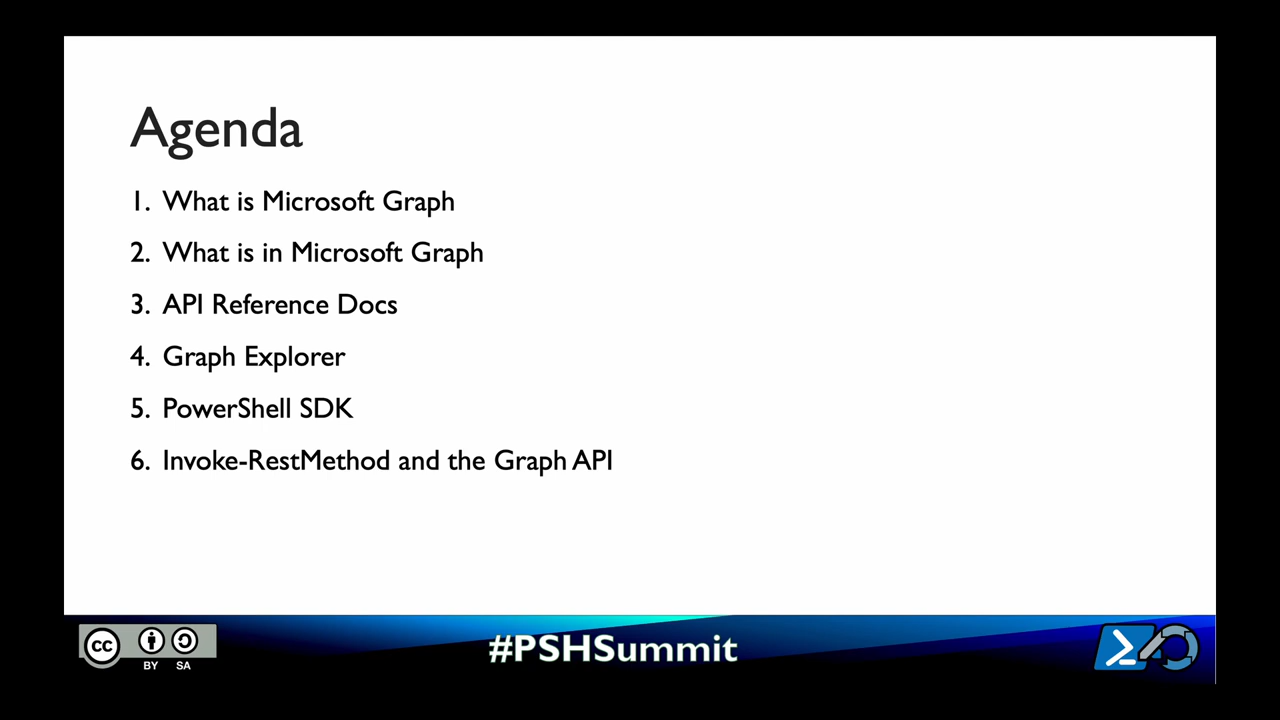 Agenda
1. What is Microsoft Graph
2. What is in Microsoft Graph
3. API Reference Docs
4. Graph Explorer
5. PowerShell SDK
6. Invoke-RestMethod and the Graph API
cc
BY SA
#PSHSummit